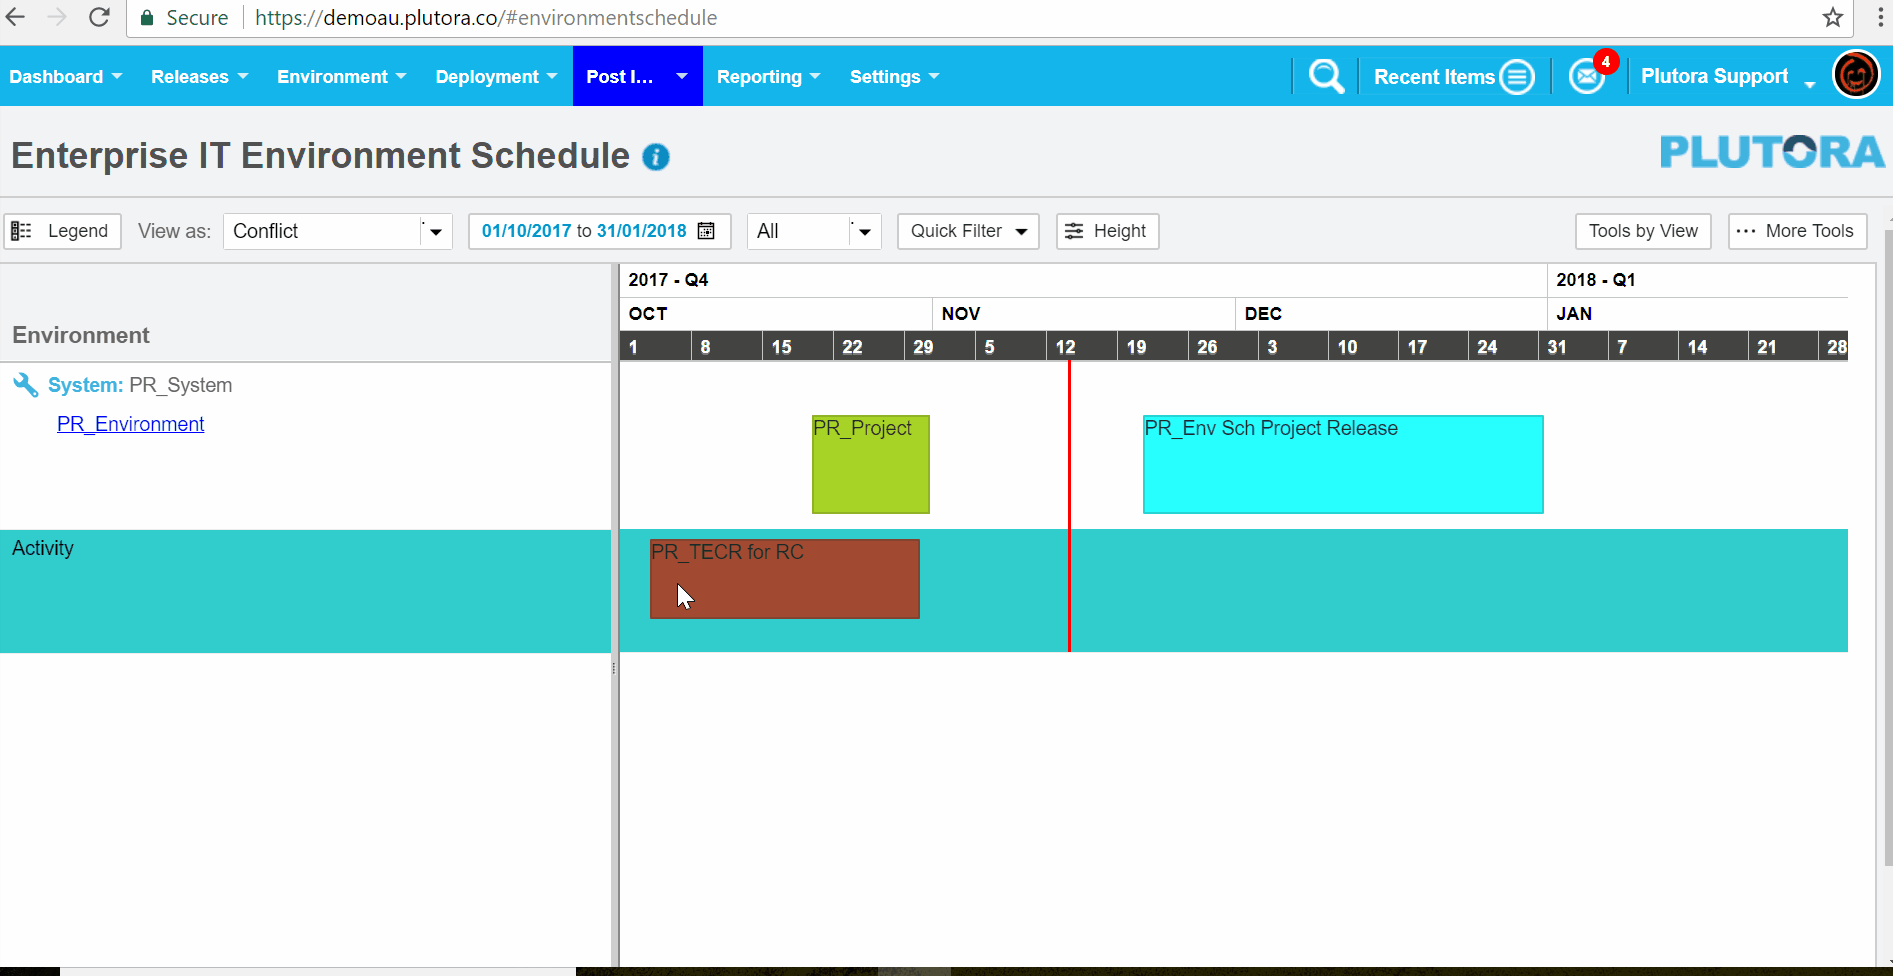 Secure https://demoau.plutora.co/#environmentschedule
Dashboard Releases Environment Deployment Post I... Reporting Settings Recent Items 4 Plutora Support
Enterprise IT Environment Schedule i
PLUTORA
Legend View as: Conflict 01/10/2017 to 31/01/2018 All Quick Filter Height Tools by View ... More Tools
2017 - Q4 2018 - Q1
OCT NOV DEC JAN
Environment
1 8 15 22 29 5 12 19 26 3 10 17 24 31 7 14 21 28
System: PR_System
PR_Environment
PR_Project PR_Env Sch Project Release
Activity
PR_TECR for RC